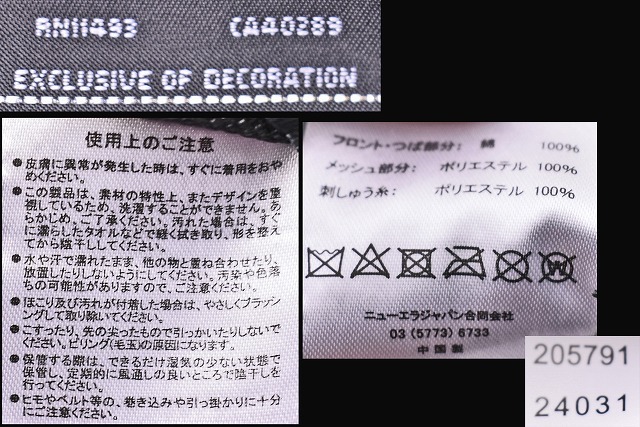 RN11493 CA40289
EXCLUSIVE OF DECORATION
使用上のご注意
●皮膚に異常が発生した時は、すぐに着用をおや
めください。
●この製品は、素材の特性上、またデザインを重
視しているため、洗濯することができません。あ
らかじめ、ご了承ください。汚れた場合は、すぐ
に濡らしたタオルなどで軽く拭き取り、形を整え
てから陰干ししてください。
●水や汗で濡れたまま、他の物と重ね合わせたり、
放置したりしないようにしてください。汚染や色落
ちの可能性がありますので、ご注意ください。
●ほこり及び汚れが付着した場合は、やさしくブラッシ
ングして取り除いてください。
●こすったり、先の尖ったもので引っかいたりしないで
ください。ピリング(毛玉)の原因になります。
●保管する際は、できるだけ湿気の少ない状態で
保管し、定期的に風通しの良いところで陰干しを
行ってください。
●ヒモやベルト等の、巻き込みや引っ掛かりに十分
にご注意ください。
フロント・つば部分: 綿 100%
メッシュ部分: ポリエステル 100%
刺しゅう糸: ポリエステル 100%
W
ニューエラジャパン合同会社
03 (5773) 6733
中国製
205791
24031